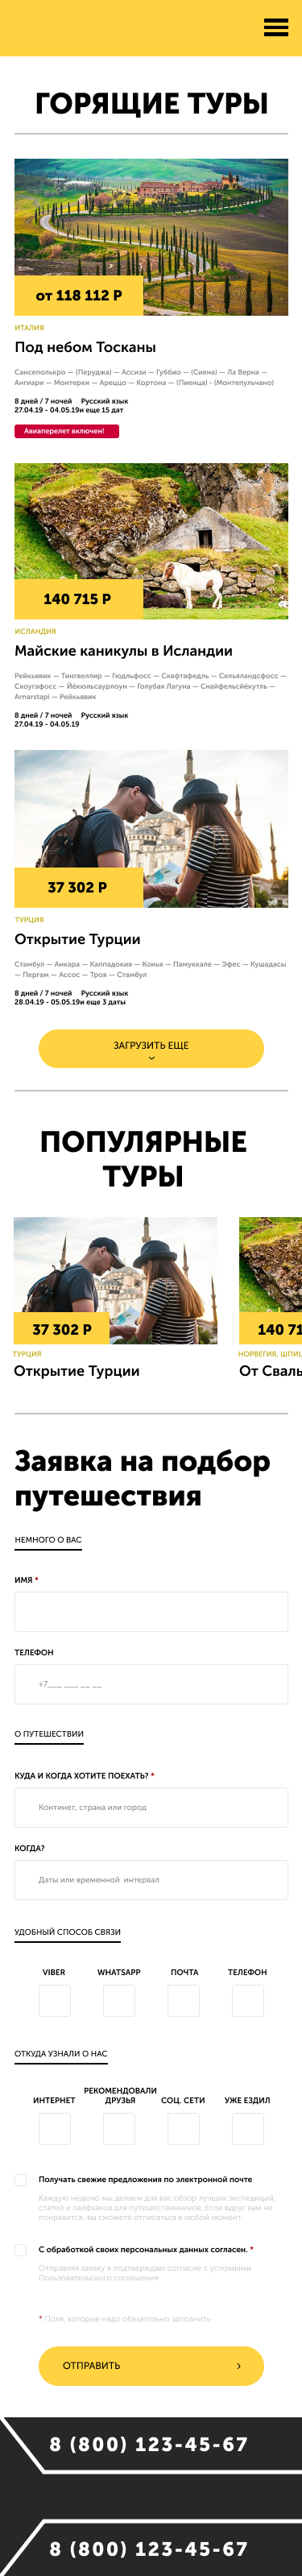 ГОРЯЩИЕ ТУРЫ
от 118 112 Р
ИТАЛИЯ
Под небом Тосканы
Сансеполькро — (Перуджа) — Ассизи — Губбио — (Сиена) — Ла Верна —
Ангиари — Монтерки — Ареццо — Кортона — (Пиенца) - (Монтепульчано)
8 дней / 7 ночей Русский язык
27.04.19 - 04.05.19и еще 15 дат
Авиаперелет включен!
140 715 Р
ИСЛАНДИЯ
Майские каникулы в Исландии
Рейкьявик — Тингвеллир — Гюдльфосс — Скафтафедль — Сельяландсфосс —
Скоугафосс — Йёкюльсаурлоун — Голубая Лагуна — Снайфельсйёкутль —
Arnarstapi — Рейкьявик
8 дней / 7 ночей Русский язык
27.04.19 - 04.05.19
37 302 Р
ТУРЦИЯ
Открытие Турции
Стамбул — Анкара — Каппадокия — Конья — Памуккале — Эфес — Кушадасы
— Пергам — Ассос — Троя — Стамбул
8 дней / 7 ночей Русский язык
28.04.19 - 05.05.19и еще 3 даты
ЗАГРУЗИТЬ ЕЩЕ
ПОПУЛЯРНЫЕ
ТУРЫ
37 302 Р
140 71
ТУРЦИЯ
НОРВЕГИЯ, ШПИЦ
Открытие Турции
От Сваль
Заявка на подбор
путешествия
НЕМНОГО О ВАС
ИМЯ *
ТЕЛЕФОН
+7___ ___ __ __
О ПУТЕШЕСТВИИ
КУДА И КОГДА ХОТИТЕ ПОЕХАТЬ? *
Континет, страна или город
КОГДА?
Даты или временной интервал
УДОБНЫЙ СПОСОБ СВЯЗИ
VIBER WHATSAPP ПОЧТА ТЕЛЕФОН
ОТКУДА УЗНАЛИ О НАС
ИНТЕРНЕТ РЕКОМЕНДОВАЛИ ДРУЗЬЯ СОЦ. СЕТИ УЖЕ ЕЗДИЛ
Получать свежие предложения по электронной почте
Каждую неделю мы делаем для вас обзор лучших экспедиций,
статей и лайфхаков для путешественников. Если вдруг вам не
понравится, вы сможете отписаться в любой момент.
С обработкой своих персональных данных согласен. *
Отправляя заявку я подтверждаю согласие с условиями
Пользовательского соглашения
* Поля, которые надо обязательно заполнить
ОТПРАВИТЬ
8 (800) 123-45-67
8 (800) 123-45-67